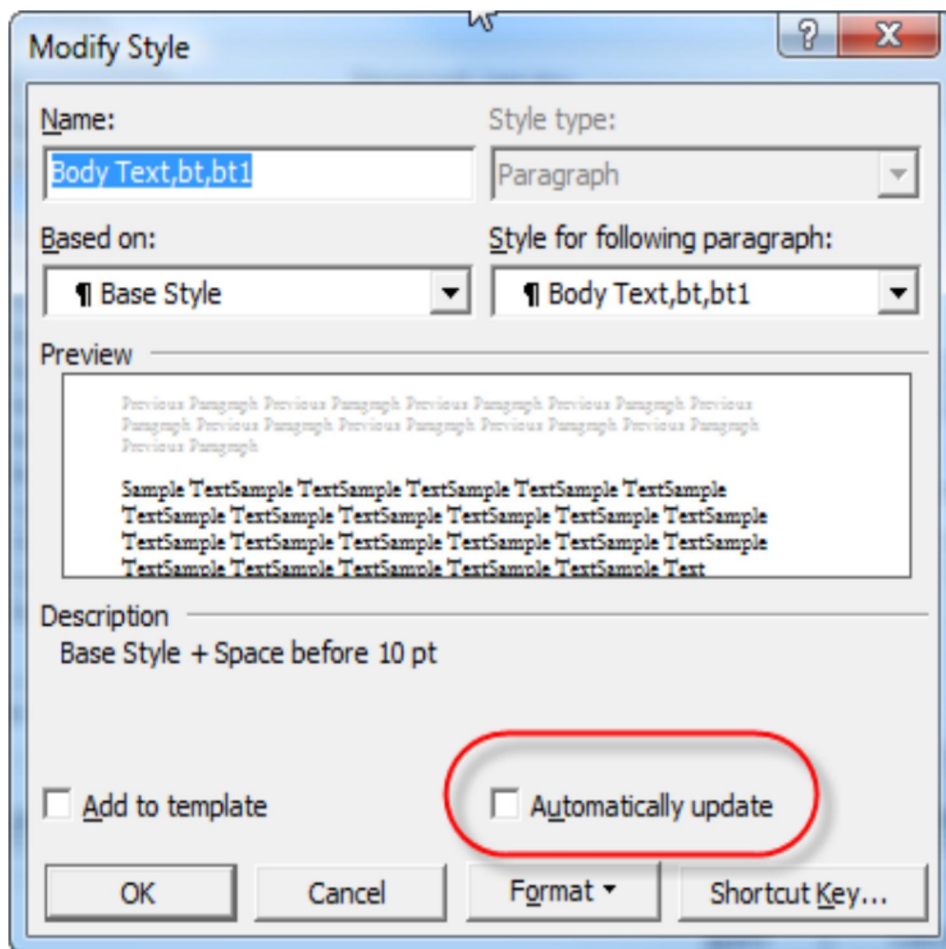 Modify Style
Name:
Style type:
Body Text,bt,bt1
Paragraph
Based on:
Style for following paragraph:
¶ Base Style
¶ Body Text,bt,bt1
Preview
Previous Paragraph Previous Paragraph Previous Paragraph Previous Paragraph Previous
Paragraph Previous Paragraph Previous Paragraph Previous Paragraph Previous Paragraph
Previous Paragraph
Sample TextSample TextSample TextSample TextSample TextSample
TextSample TextSample TextSample TextSample TextSample TextSample
TextSample TextSample TextSample TextSample TextSample TextSample
TextSample TextSample TextSample TextSample TextSample Text
Description
Base Style + Space before 10 pt
Add to template
Automatically update
OK
Cancel
Format
Shortcut Key...